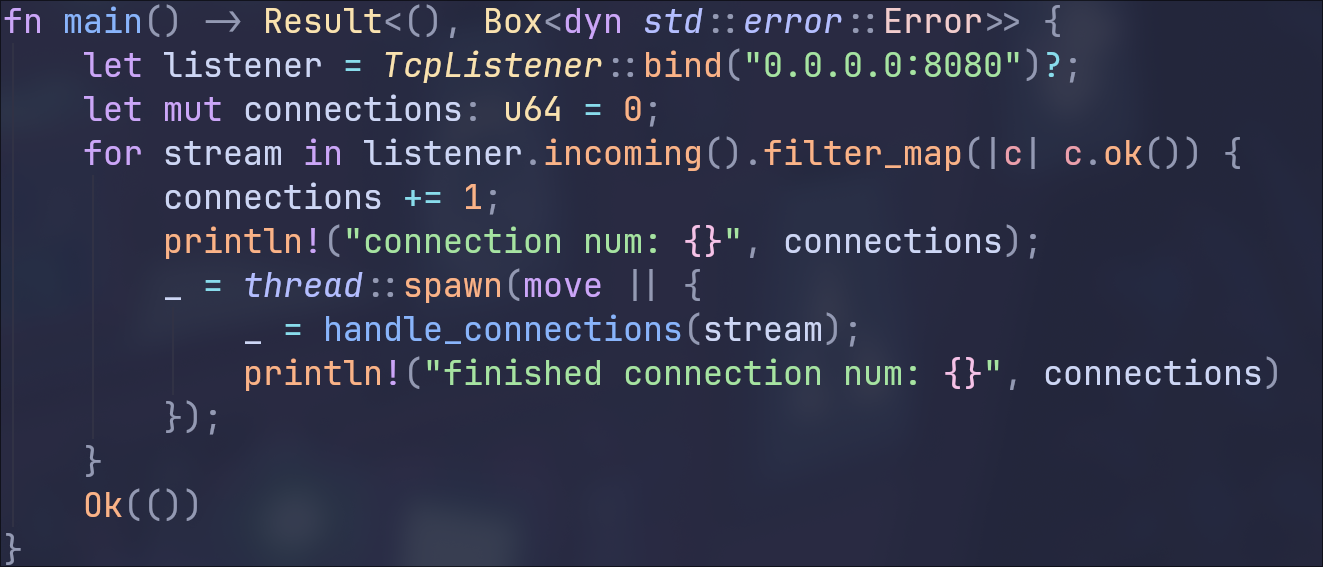 fn main() -> Result<(), Box<dyn std::error::Error>> {
    let listener = TcpListener::bind("0.0.0.0:8080")?;
    let mut connections: u64 = 0;
    for stream in listener.incoming().filter_map(|c| c.ok()) {
        connections += 1;
        println!("connection num: {}", connections);
        _ = thread::spawn(move || {
            _ = handle_connections(stream);
            println!("finished connection num: {}", connections)
        });
    }
    Ok(())
}